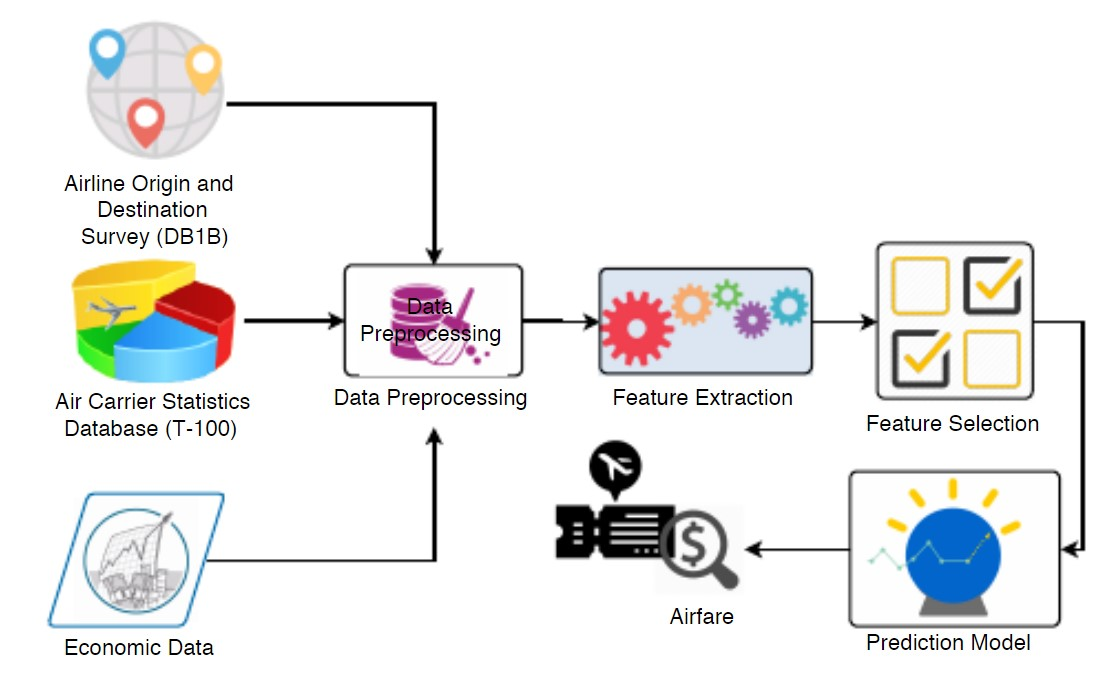 Airline Origin and
Destination
Survey (DB1B)
Data
Preprocessing
Air Carrier Statistics
Database (T-100)
Data Preprocessing
Feature Extraction
Feature Selection
$
Economic Data
Airfare
Prediction Model